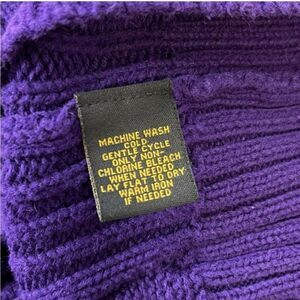 MACHINE WASH
COLD
GENTLE CYCLE
ONLY NON-
CHLORINE BLEACH
WHEN NEEDED
LAY FLAT TO DRY
WARM IRON
IF NEEDED